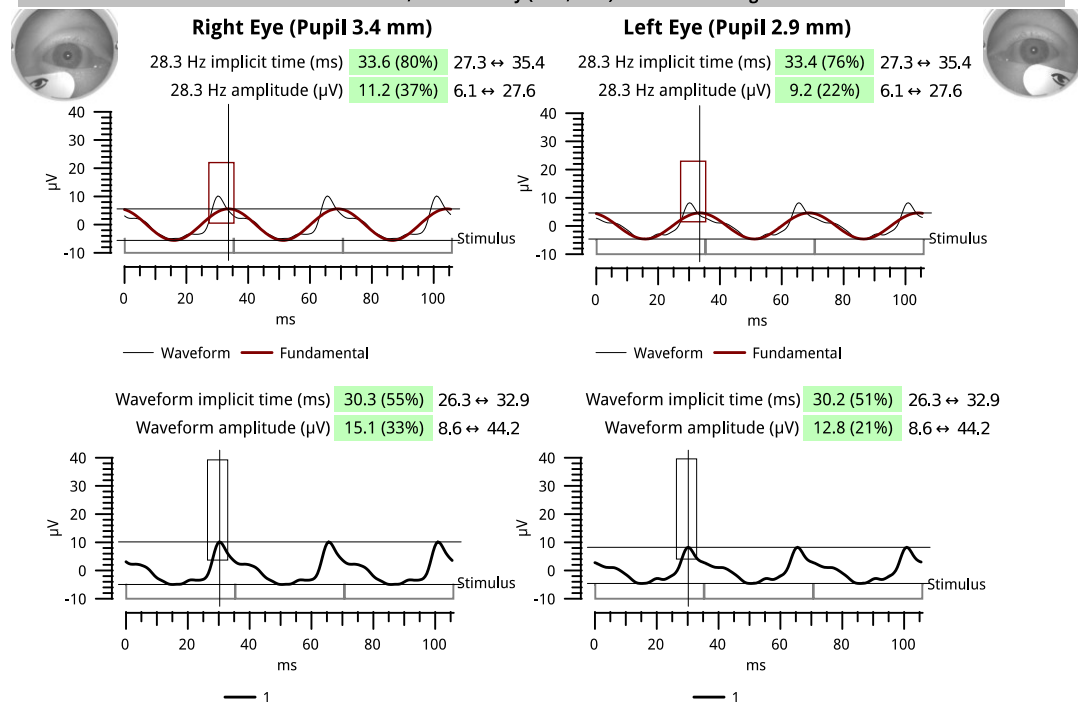 Right Eye (Pupil 3.4 mm)
28.3 Hz implicit time (ms) 33.6 (80%) 27.3 ↔ 35.4
28.3 Hz amplitude (µV) 11.2 (37%) 6.1 ↔ 27.6
40
30
20
10
0
-10
µV
Stimulus
0 20 40 60 80 100
ms
Waveform Fundamental
Left Eye (Pupil 2.9 mm)
28.3 Hz implicit time (ms) 33.4 (76%) 27.3 ↔ 35.4
28.3 Hz amplitude (µV) 9.2 (22%) 6.1 ↔ 27.6
40
30
20
10
0
-10
µV
Stimulus
0 20 40 60 80 100
ms
Waveform Fundamental
Waveform implicit time (ms) 30.3 (55%) 26.3 ↔ 32.9
Waveform amplitude (µV) 15.1 (33%) 8.6 ↔ 44.2
40
30
20
10
0
-10
µV
Stimulus
0 20 40 60 80 100
ms
1
Waveform implicit time (ms) 30.2 (51%) 26.3 ↔ 32.9
Waveform amplitude (µV) 12.8 (21%) 8.6 ↔ 44.2
40
30
20
10
0
-10
µV
Stimulus
0 20 40 60 80 100
ms
1